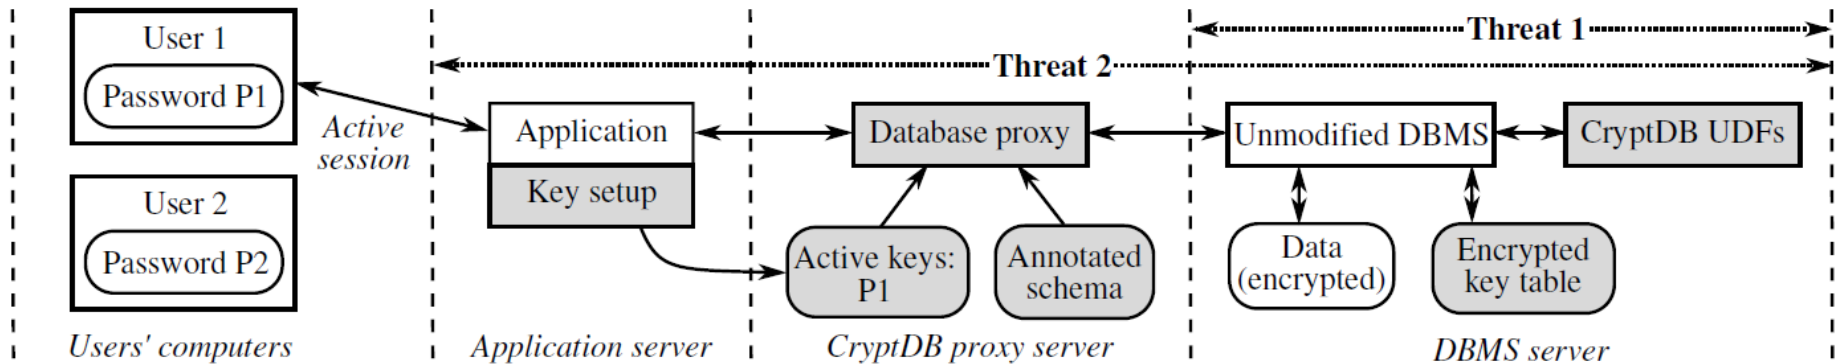 Threat 1
Threat 2
User 1
Password P1
Active
session
User 2
Password P2
Users' computers
Application
Key setup
Application server
Database proxy
Active keys:
P1
Annotated
schema
CryptDB proxy server
Unmodified DBMS
CryptDB UDFs
Data
(encrypted)
Encrypted
key table
DBMS server